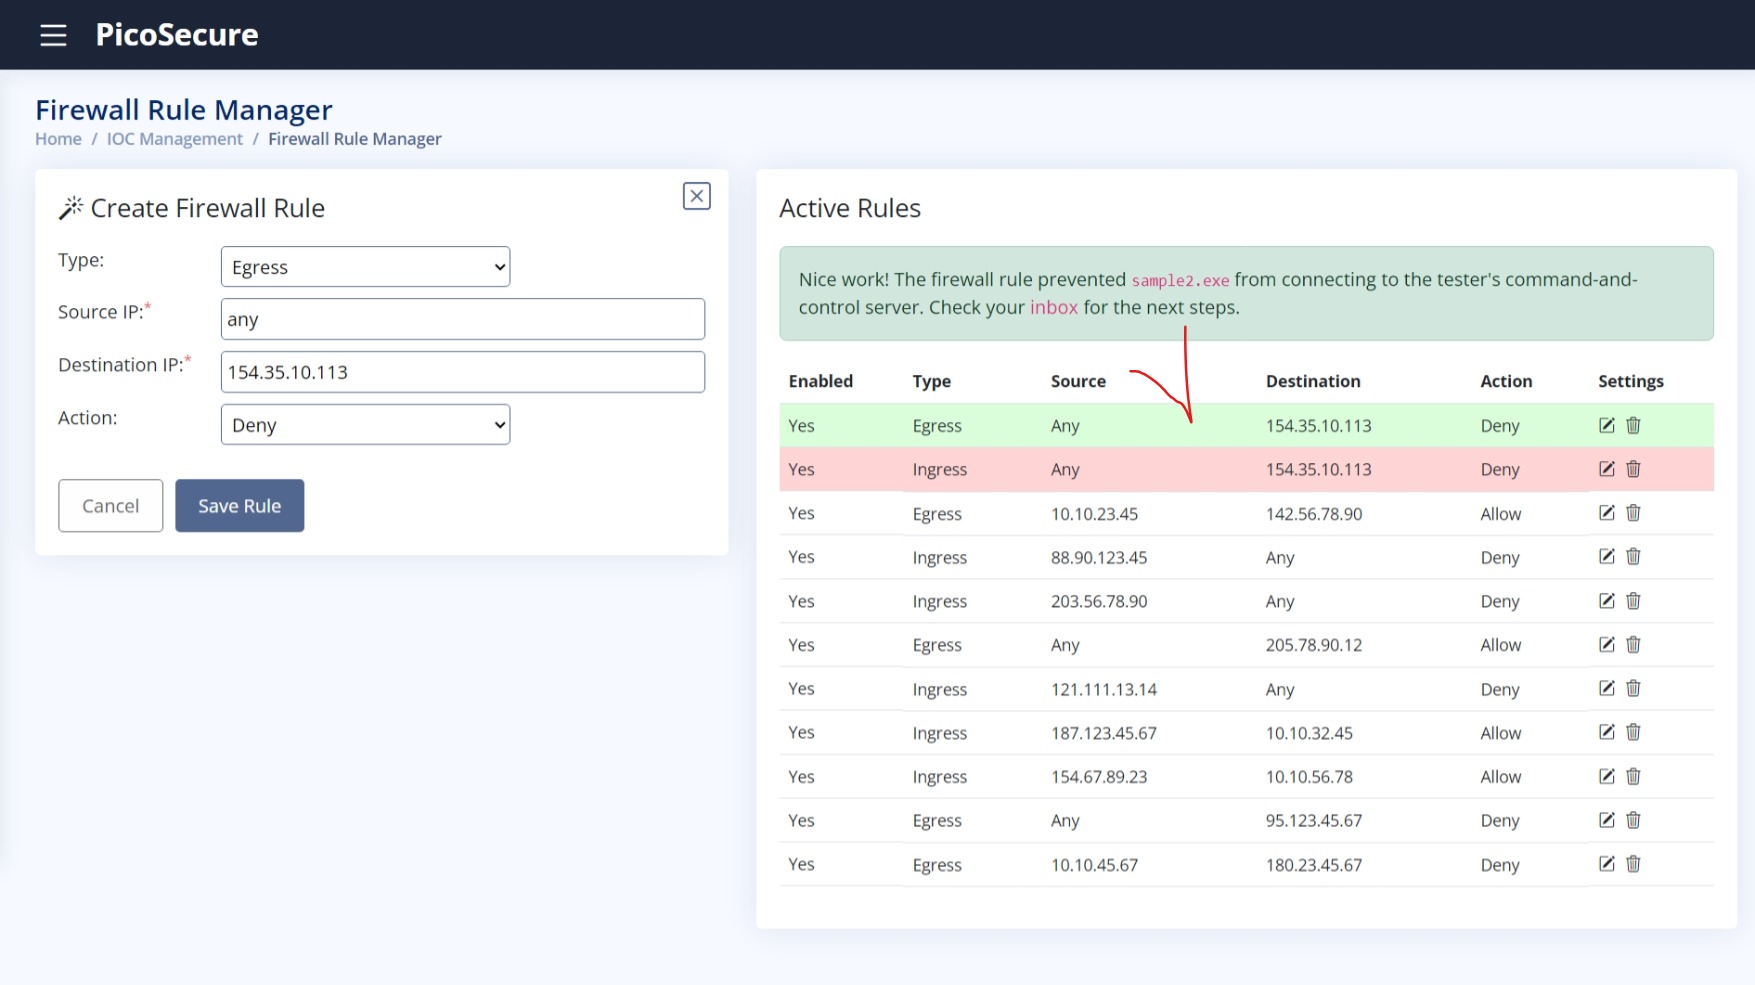 PicoSecure
Firewall Rule Manager
Home / IOC Management / Firewall Rule Manager
Create Firewall Rule
Type:
Egress
Source IP:*
any
Destination IP:*
154.35.10.113
Action:
Deny
Cancel
Save Rule
Active Rules
Nice work! The firewall rule prevented sample2.exe from connecting to the tester's command-and-
control server. Check your inbox for the next steps.
Enabled Type Source Destination Action Settings
Yes Egress Any 154.35.10.113 Deny
Yes Ingress Any 154.35.10.113 Deny
Yes Egress 10.10.23.45 142.56.78.90 Allow
Yes Ingress 88.90.123.45 Any Deny
Yes Ingress 203.56.78.90 Any Deny
Yes Egress Any 205.78.90.12 Allow
Yes Ingress 121.111.13.14 Any Deny
Yes Ingress 187.123.45.67 10.10.32.45 Allow
Yes Ingress 154.67.89.23 10.10.56.78 Allow
Yes Egress Any 95.123.45.67 Deny
Yes Egress 10.10.45.67 180.23.45.67 Deny